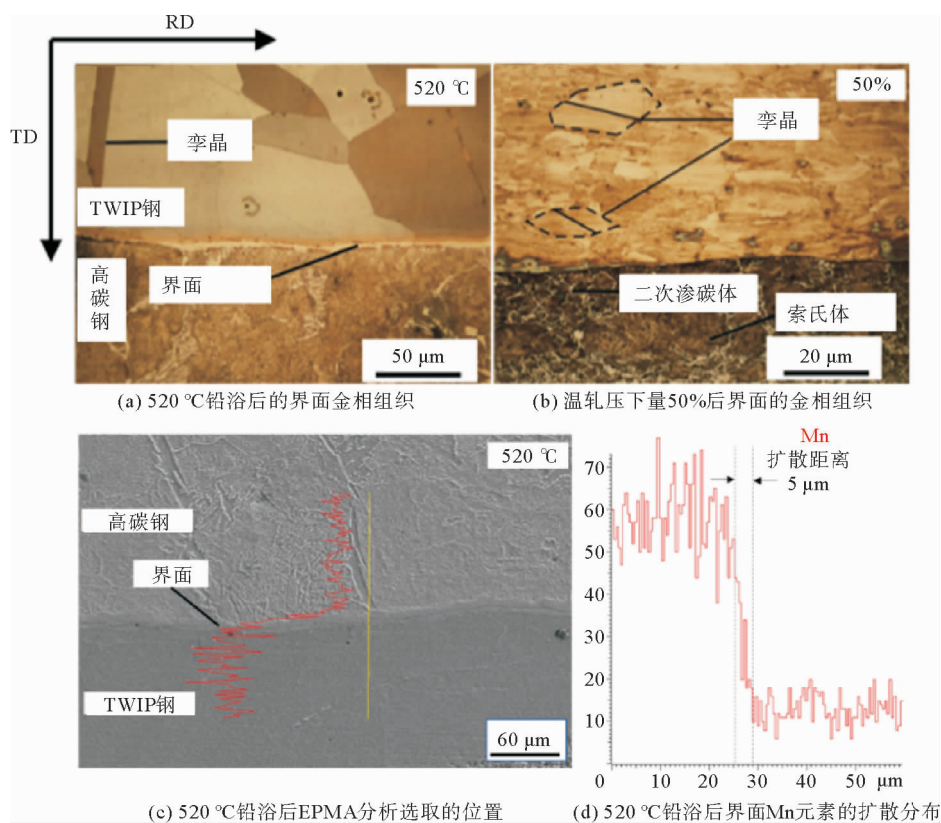 RD
TD
520 ℃
孪晶
TWIP钢
高碳钢
界面
50 μm
(a) 520 ℃铅浴后的界面金相组织
50%
孪晶
二次渗碳体
索氏体
20 μm
(b) 温轧压下量50%后界面的金相组织
520 ℃
高碳钢
界面
TWIP钢
60 μm
(c) 520 ℃铅浴后EPMA分析选取的位置
Mn
扩散距离
5 μm
70
60
50
40
30
20
10
0 10 20 30 40 50 μm
(d) 520 ℃铅浴后界面Mn元素的扩散分布